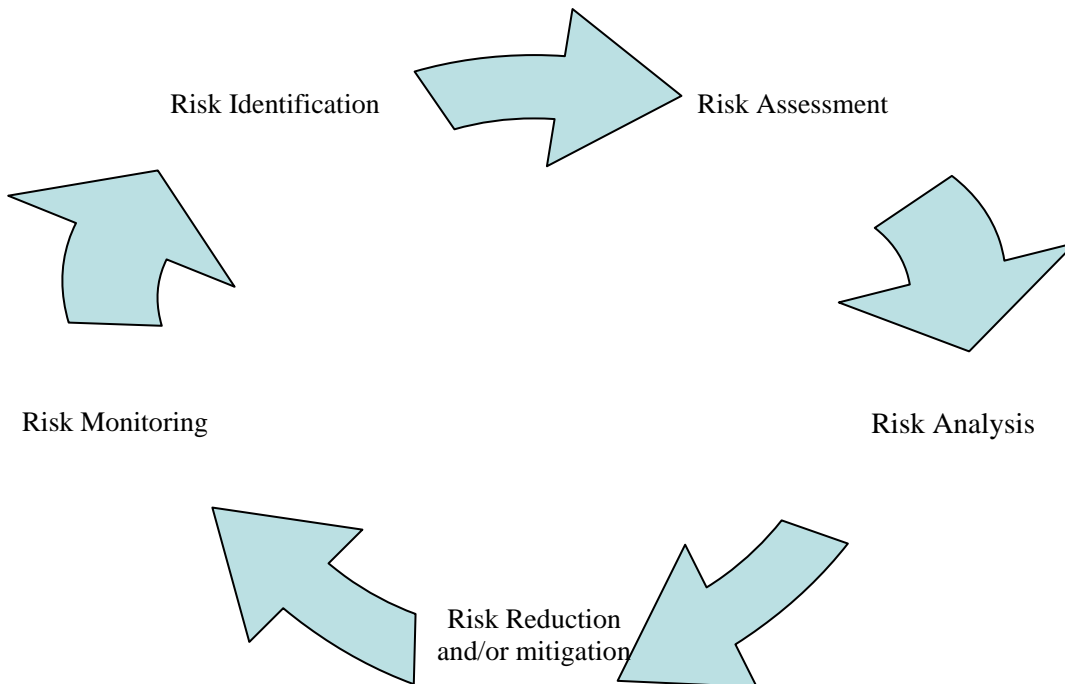 Risk Identification
Risk Assessment
Risk Analysis
Risk Reduction
and/or mitigation
Risk Monitoring